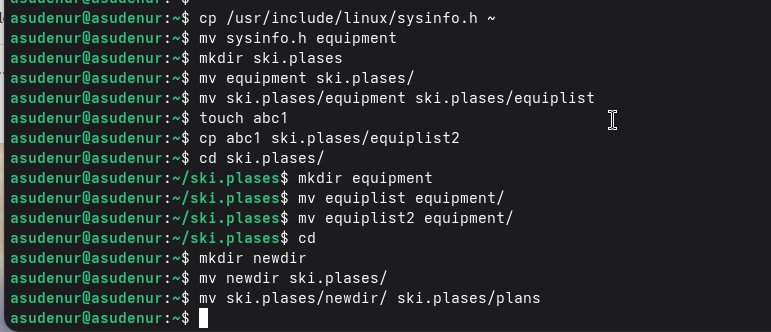 asudenur@asudenur:~$ cp /usr/include/linux/sysinfo.h ~
asudenur@asudenur:~$ mv sysinfo.h equipment
asudenur@asudenur:~$ mkdir ski.plases
asudenur@asudenur:~$ mv equipment ski.plases/
asudenur@asudenur:~$ mv ski.plases/equipment ski.plases/equiplist
asudenur@asudenur:~$ touch abc1
asudenur@asudenur:~$ cp abc1 ski.plases/equiplist2
asudenur@asudenur:~$ cd ski.plases/
asudenur@asudenur:~/ski.plases$ mkdir equipment
asudenur@asudenur:~/ski.plases$ mv equiplist equipment/
asudenur@asudenur:~/ski.plases$ mv equiplist2 equipment/
asudenur@asudenur:~/ski.plases$ cd
asudenur@asudenur:~$ mkdir newdir
asudenur@asudenur:~$ mv newdir ski.plases/
asudenur@asudenur:~$ mv ski.plases/newdir/ ski.plases/plans
asudenur@asudenur:~$